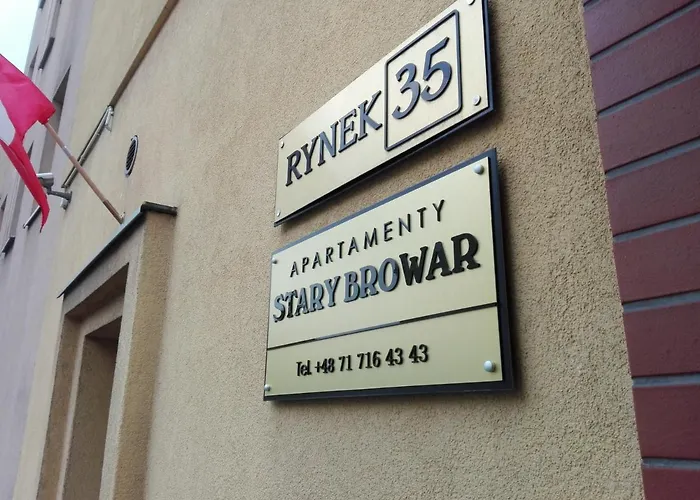 RYNEK 35
APARTAMENTY
STARY BROWAR
Tel. +48 71 716 43 43